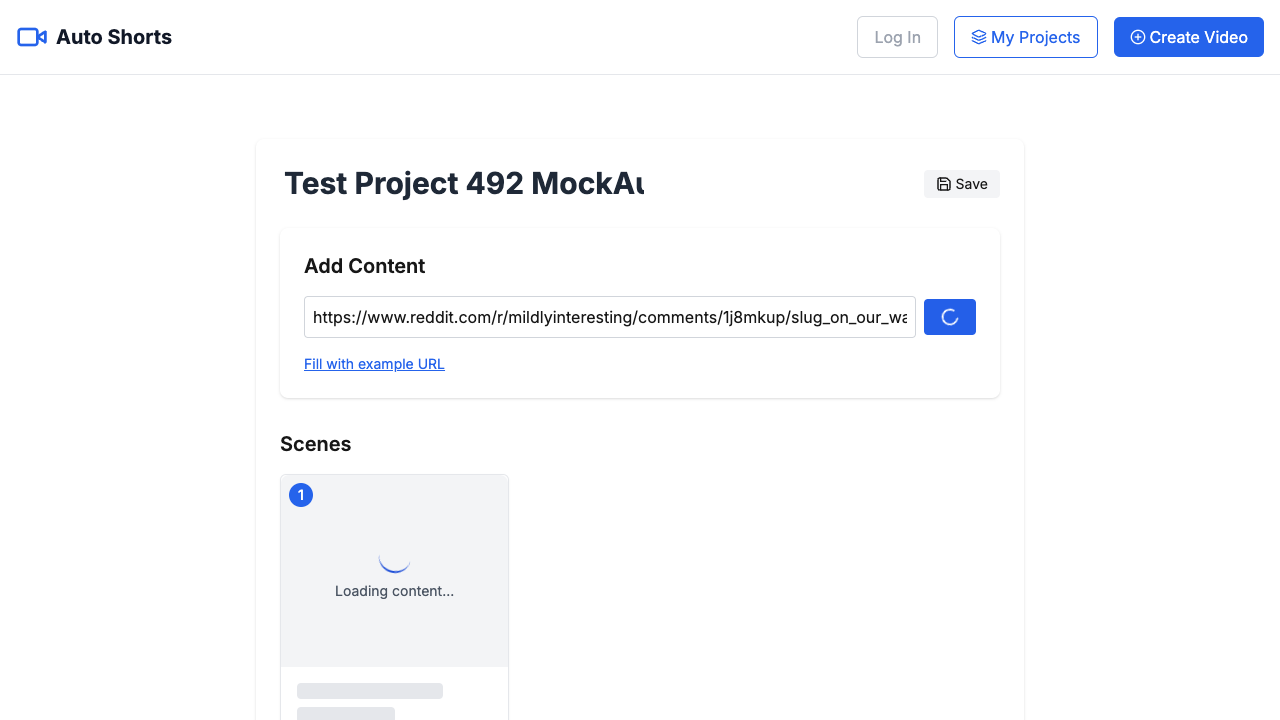 Auto Shorts
Log In
My Projects
Create Video
Test Project 492
Save
Add Content
https://www.reddit.com/r/mildlyinteresting/comments/1j8mkup/slug_on_our_wa
Fill with example URL
Scenes
1
Loading content...